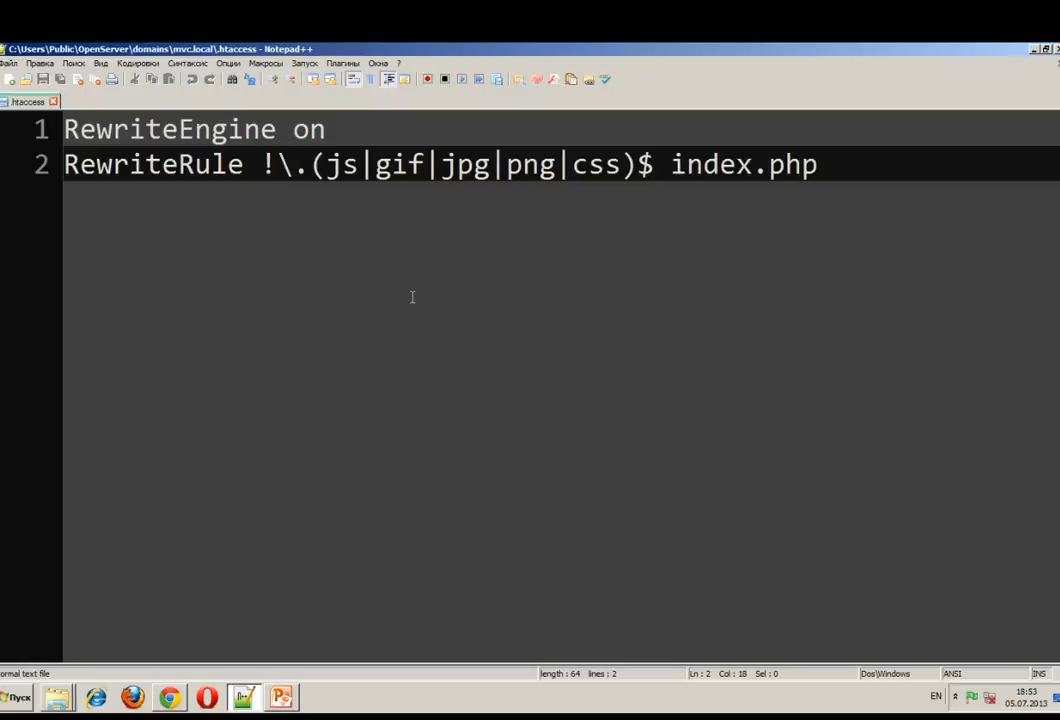 C:\Users\Public\OpenServer\domains\mvc.local\.htaccess - Notepad++
Файл Правка Поиск Вид Кодировки Синтаксис Опции Макросы Запуск Плагины Окна ?
.htaccess
1 RewriteEngine on
2 RewriteRule !\.(js|gif|jpg|png|css)$ index.php
ormal text file length : 64 lines : 2 Ln : 2 Col : 18 Sel : 0 Dos\Windows ANSI INS
Пуск EN 18:53
05.07.2013